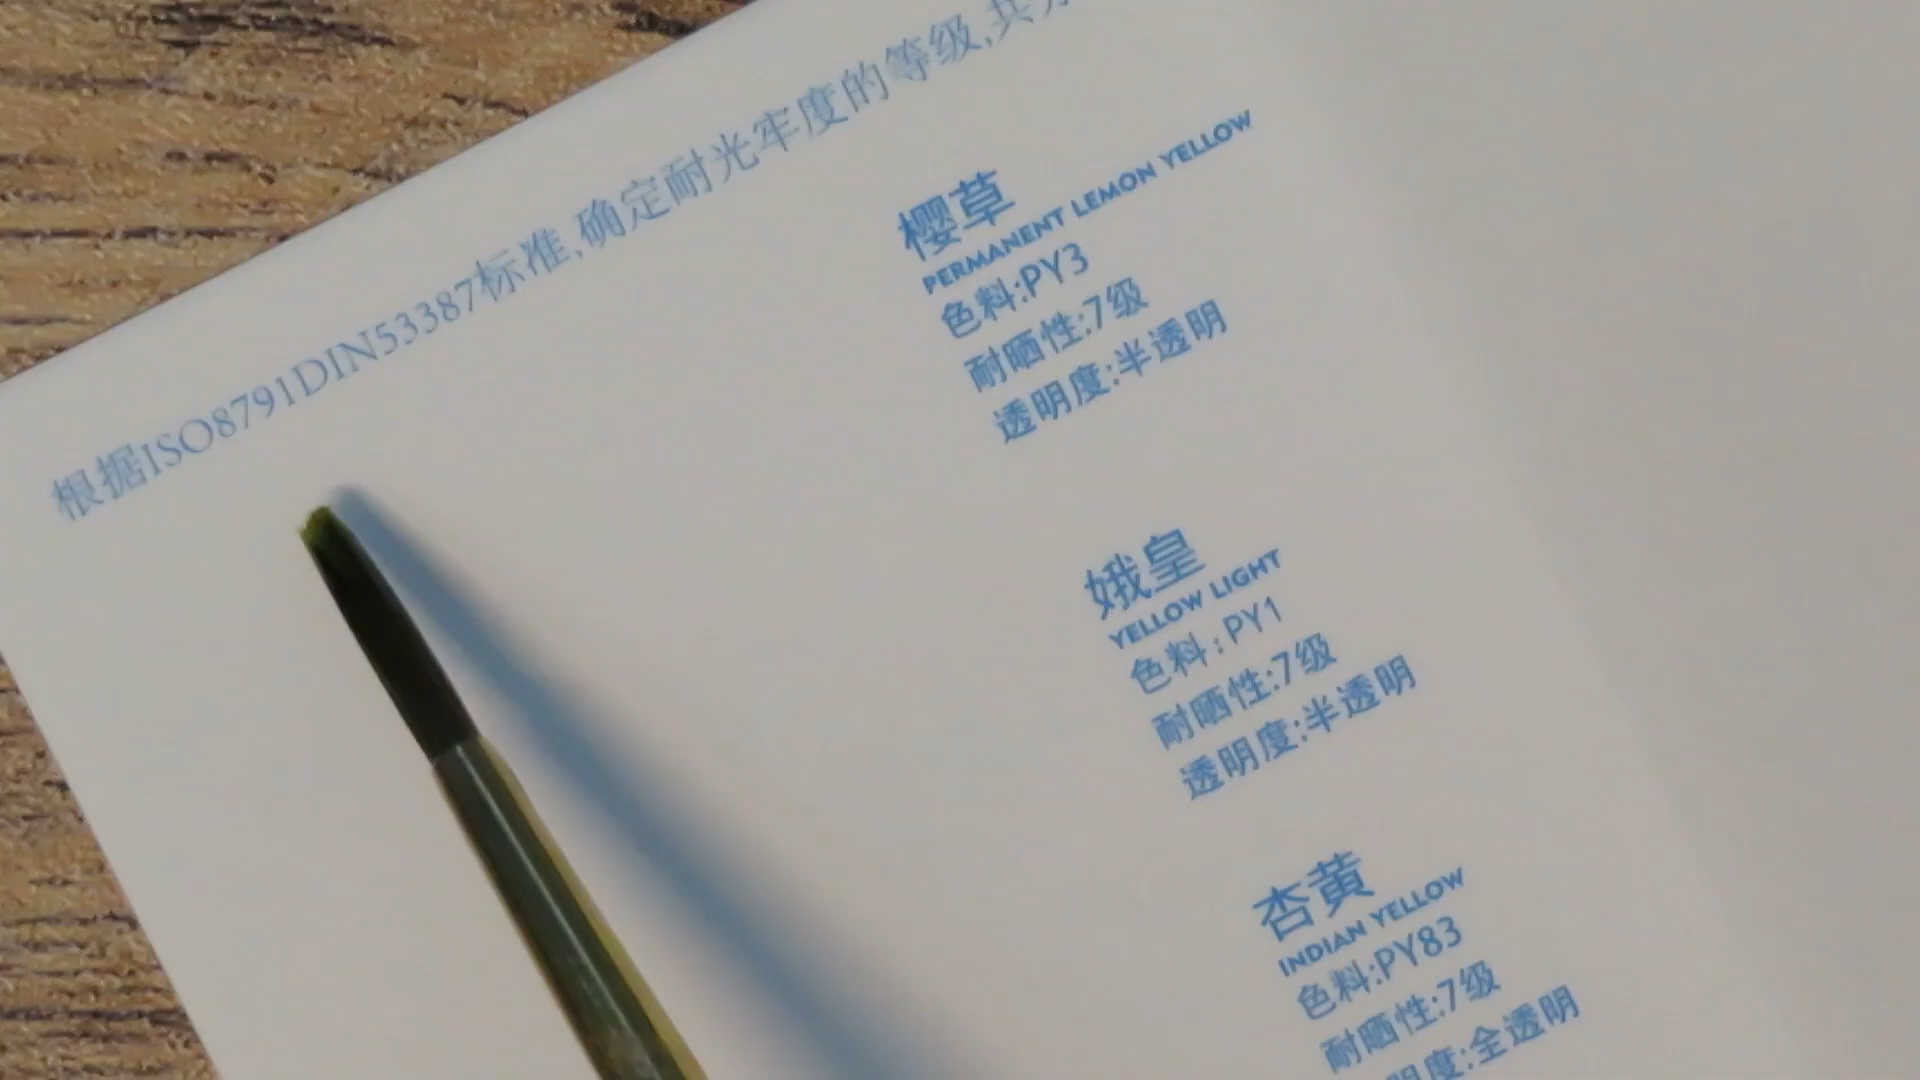 根据ISO8791DIN53387标准,确定耐光牢度的等级,共分
樱草
PERMANENT LEMON YELLOW
色料:PY3
耐晒性:7级
透明度:半透明
娥皇
YELLOW LIGHT
色料:PY1
耐晒性:7级
透明度:半透明
杏黄
INDIAN YELLOW
色料:PY83
耐晒性:7级
明度:全透明